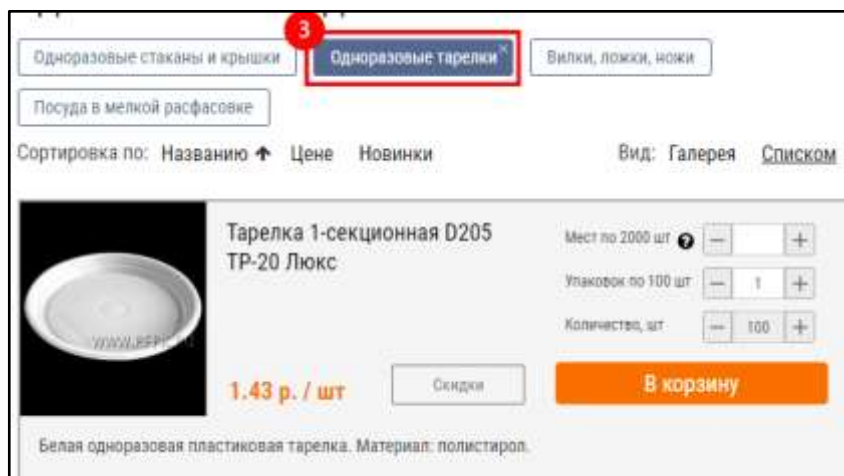 3
Одноразовые стаканы и крышки Одноразовые тарелки × Вилки, ложки, ножи
Посуда в мелкой расфасовке
Сортировка по: Названию ↑ Цене Новинки Вид: Галерея Списком
Тарелка 1-секционная D205
ТР-20 Люкс
Мест по 2000 шт ? − +
Упаковок по 100 шт − 1 +
Количество, шт − 100 +
1.43 р. / шт Скидки В корзину
Белая одноразовая пластиковая тарелка. Материал: полистирол.